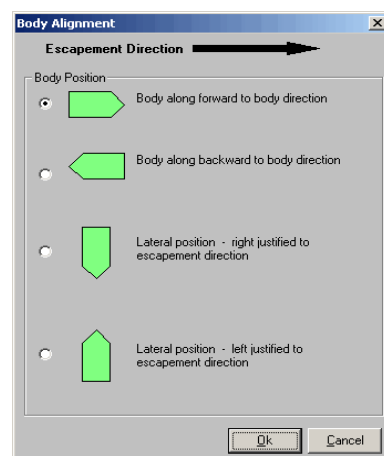 Body Alignment
Escapement Direction
Body Position
Body along forward to body direction
Body along backward to body direction
Lateral position - right justified to
escapement direction
Lateral position - left justified to
escapement direction
Ok Cancel